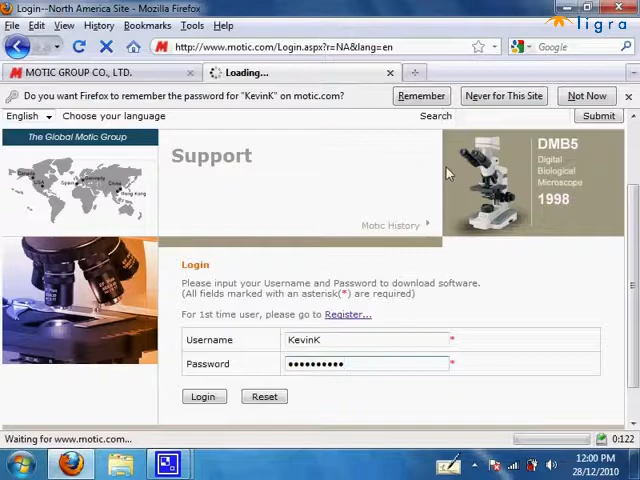 Login--North America Site - Mozilla Firefox
File Edit View History Bookmarks Tools Help
ligra
http://www.motic.com/Login.aspx?r=NA&lang=en
Google
MOTIC GROUP CO., LTD.
Loading...
Do you want Firefox to remember the password for "KevinK" on motic.com?
Remember
Never for This Site
Not Now
English
Choose your language
Search
Submit
The Global Motic Group
Support
DMB5
Digital
Biological
Microscope
1998
Motic History
Login
Please input your Username and Password to download software.
(All fields marked with an asterisk(*) are required)
For 1st time user, please go to Register...
Username KevinK *
Password •••••••••• *
Login Reset
Waiting for www.motic.com...
0:122
12:00 PM
28/12/2010